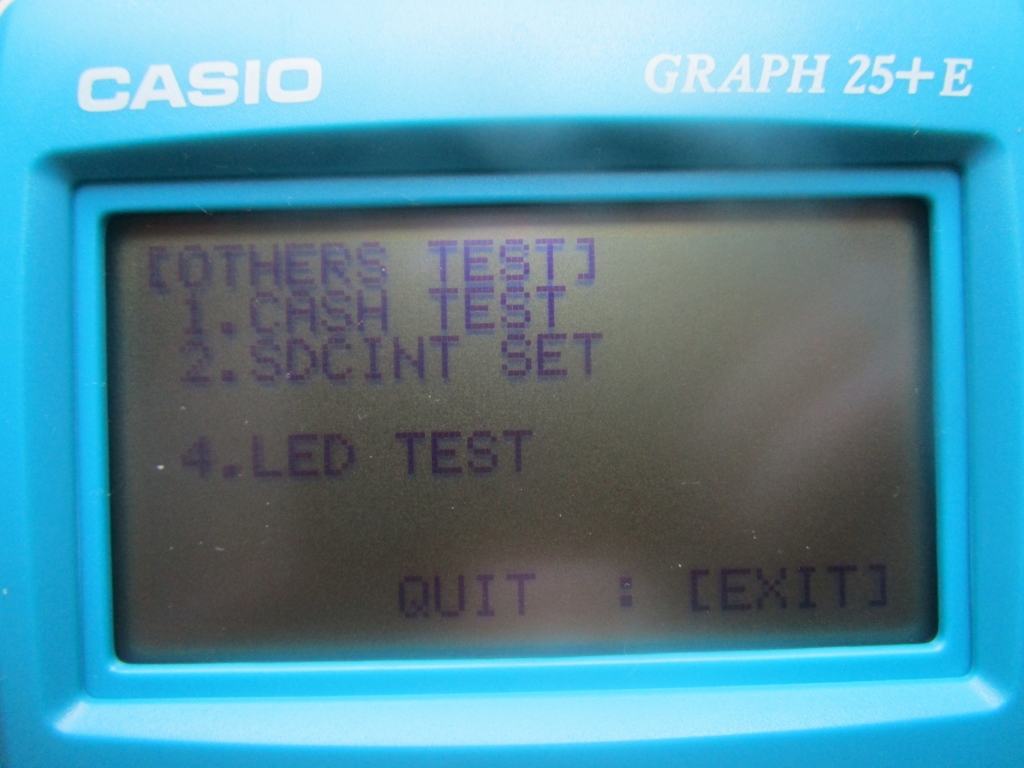 CASIO
GRAPH 25+E
[OTHERS TEST]
1.CASH TEST
2.SDCINT SET
4.LED TEST
QUIT : [EXIT]